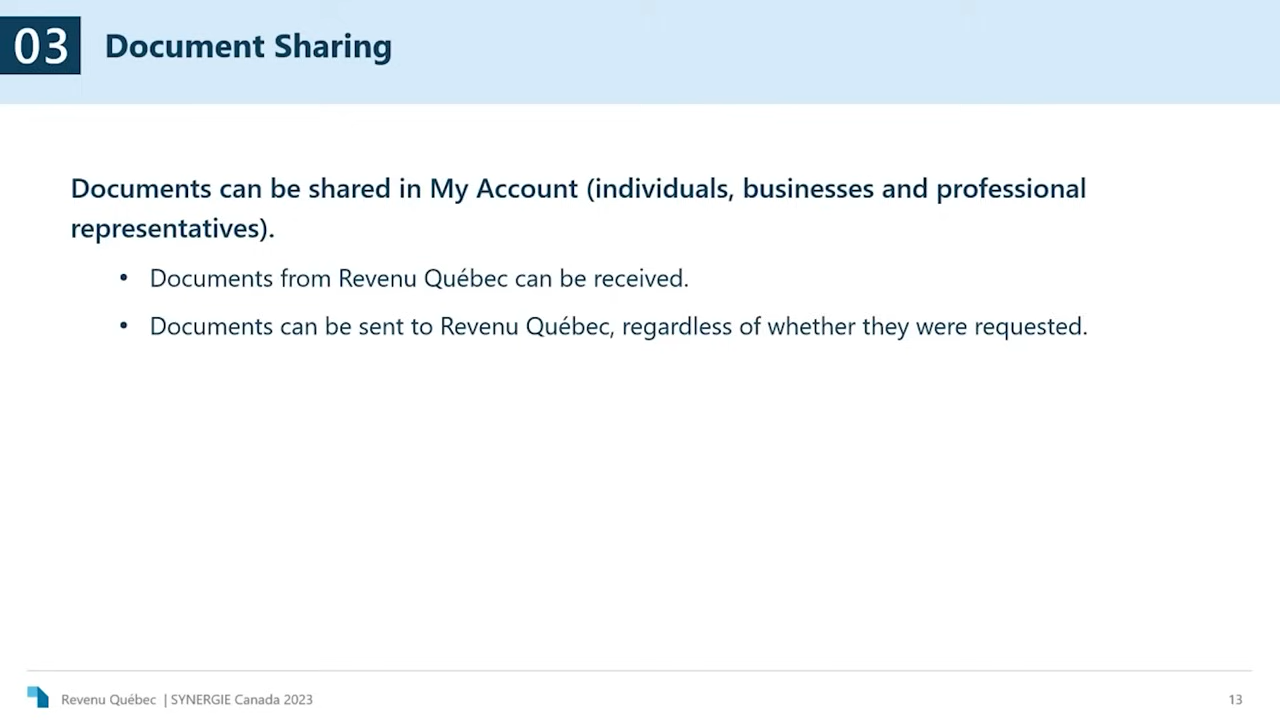 03
Document Sharing
Documents can be shared in My Account (individuals, businesses and professional
representatives).
• Documents from Revenu Québec can be received.
• Documents can be sent to Revenu Québec, regardless of whether they were requested.
Revenu Québec | SYNERGIE Canada 2023
13